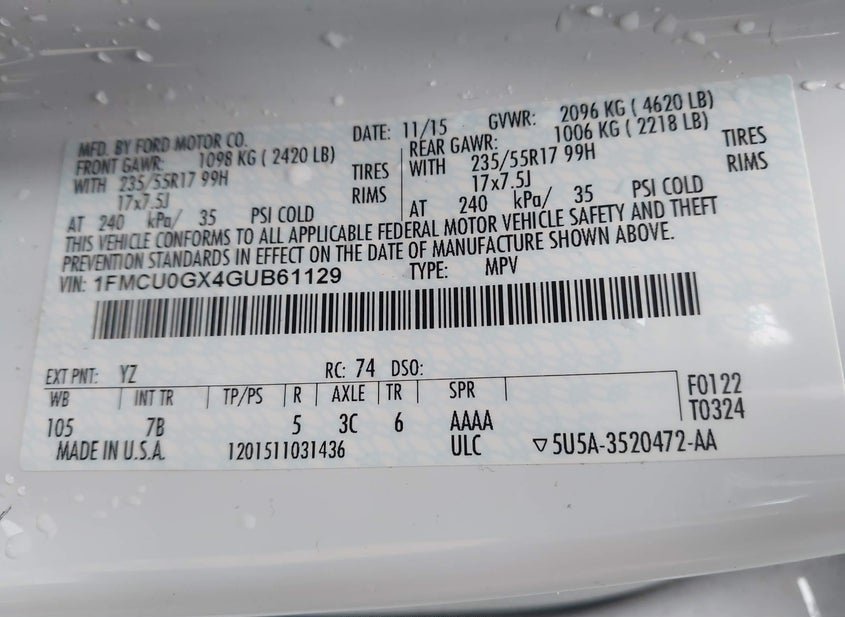 MFD. BY FORD MOTOR CO. DATE: 11/15 GVWR: 2096 KG ( 4620 LB)
FRONT GAWR: 1098 KG ( 2420 LB) REAR GAWR: 1006 KG ( 2218 LB)
WITH 235/55R17 99H TIRES WITH 235/55R17 99H TIRES
17x7.5J RIMS 17x7.5J RIMS
AT 240 kPa/ 35 PSI COLD AT 240 kPa/ 35 PSI COLD
THIS VEHICLE CONFORMS TO ALL APPLICABLE FEDERAL MOTOR VEHICLE SAFETY AND THEFT
PREVENTION STANDARDS IN EFFECT ON THE DATE OF MANUFACTURE SHOWN ABOVE.
VIN: 1FMCU0GX4GUB61129 TYPE: MPV
EXT PNT: YZ RC: 74 DSO:
WB INT TR TP/PS R AXLE TR SPR F0122
105 7B 5 3C 6 AAAA T0324
MADE IN U.S.A. 1201511031436 ULC ▽5U5A-3520472-AA